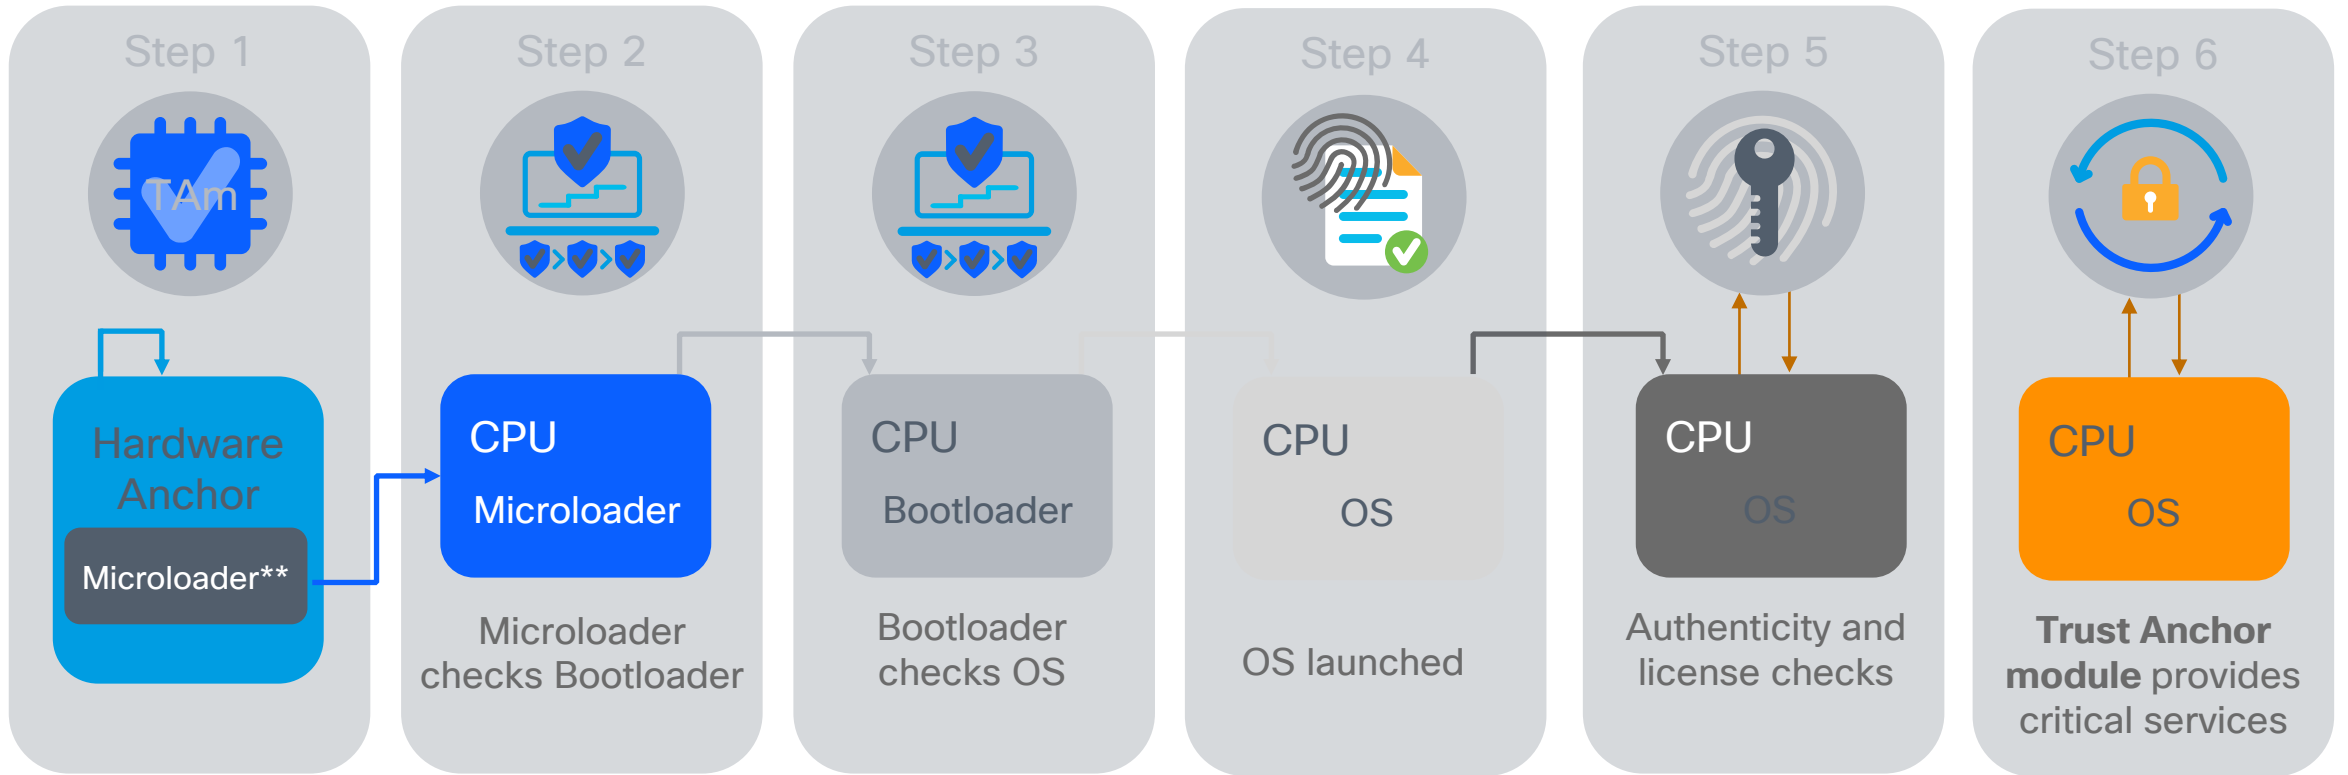 Step 1
TAm
Hardware
Anchor
Microloader**
Step 2
CPU
Microloader
Microloader
checks Bootloader
Step 3
CPU
Bootloader
Bootloader
checks OS
Step 4
CPU
OS
OS launched
Step 5
CPU
OS
Authenticity and
license checks
Step 6
CPU
OS
Trust Anchor
module provides
critical services